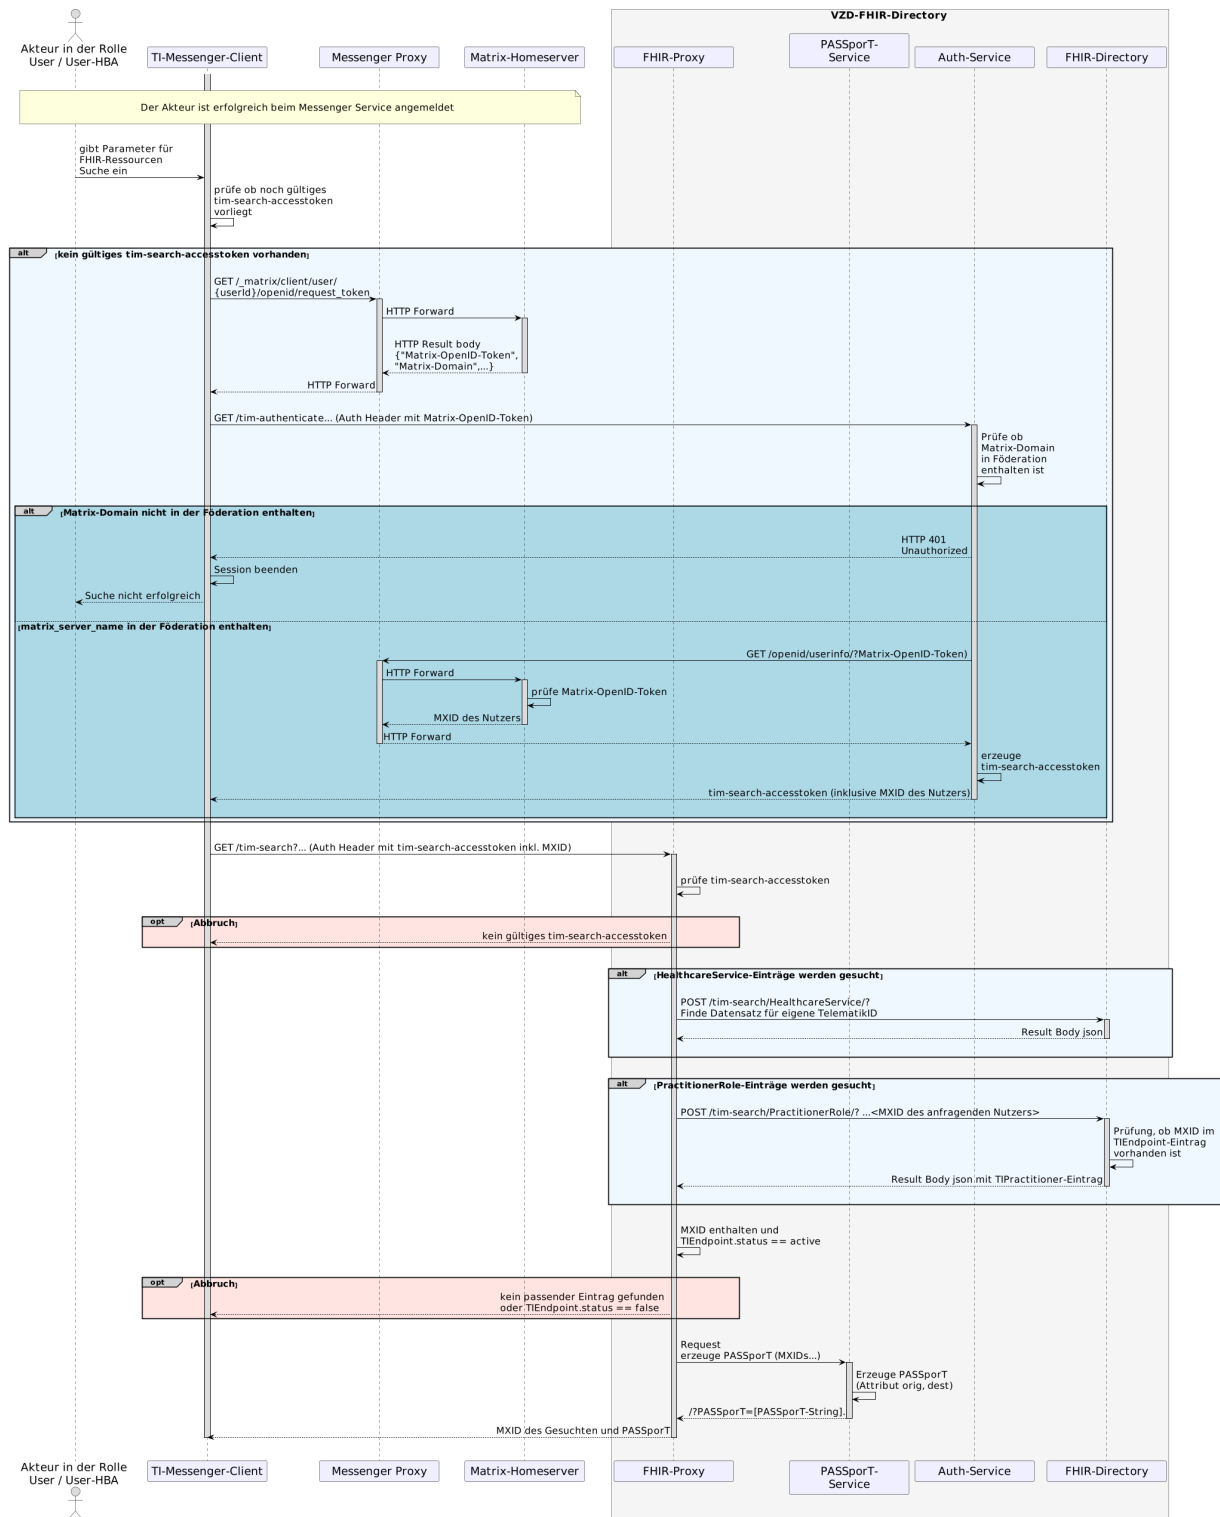 VZD-FHIR-Directory
Akteur in der Rolle
User / User-HBA
TI-Messenger-Client
Messenger Proxy
Matrix-Homeserver
FHIR-Proxy
PASSporT-
Service
Auth-Service
FHIR-Directory
Der Akteur ist erfolgreich beim Messenger Service angemeldet
gibt Parameter für
FHIR-Ressourcen
Suche ein
prüfe ob noch gültiges
tim-search-accesstoken
vorliegt
alt [kein gültiges tim-search-accesstoken vorhanden]
GET /_matrix/client/user/
{userId}/openid/request_token
HTTP Forward
HTTP Result body
{"Matrix-OpenID-Token",
"Matrix-Domain",...}
HTTP Forward
GET /tim-authenticate... (Auth Header mit Matrix-OpenID-Token)
Prüfe ob
Matrix-Domain
in Föderation
enthalten ist
alt [Matrix-Domain nicht in der Föderation enthalten]
HTTP 401
Unauthorized
Session beenden
Suche nicht erfolgreich
[matrix_server_name in der Föderation enthalten]
GET /openid/userinfo/?Matrix-OpenID-Token)
HTTP Forward
prüfe Matrix-OpenID-Token
MXID des Nutzers
HTTP Forward
erzeuge
tim-search-accesstoken
tim-search-accesstoken (inklusive MXID des Nutzers)
GET /tim-search?... (Auth Header mit tim-search-accesstoken inkl. MXID)
prüfe tim-search-accesstoken
opt [Abbruch]
kein gültiges tim-search-accesstoken
alt [HealthcareService-Einträge werden gesucht]
POST /tim-search/HealthcareService/?
Finde Datensatz für eigene TelematikID
Result Body json
alt [PractitionerRole-Einträge werden gesucht]
POST /tim-search/PractitionerRole/? ...<MXID des anfragenden Nutzers>
Prüfung, ob MXID im
TIEndpoint-Eintrag
vorhanden ist
Result Body json mit TIPractitioner-Eintrag
MXID enthalten und
TIEndpoint.status == active
opt [Abbruch]
kein passender Eintrag gefunden
oder TIEndpoint.status == false
Request
erzeuge PASSporT (MXIDs...)
Erzeuge PASSporT
(Attribut orig, dest)
/?PASSporT=[PASSporT-String].
MXID des Gesuchten und PASSporT
Akteur in der Rolle
User / User-HBA
TI-Messenger-Client
Messenger Proxy
Matrix-Homeserver
FHIR-Proxy
PASSporT-
Service
Auth-Service
FHIR-Directory